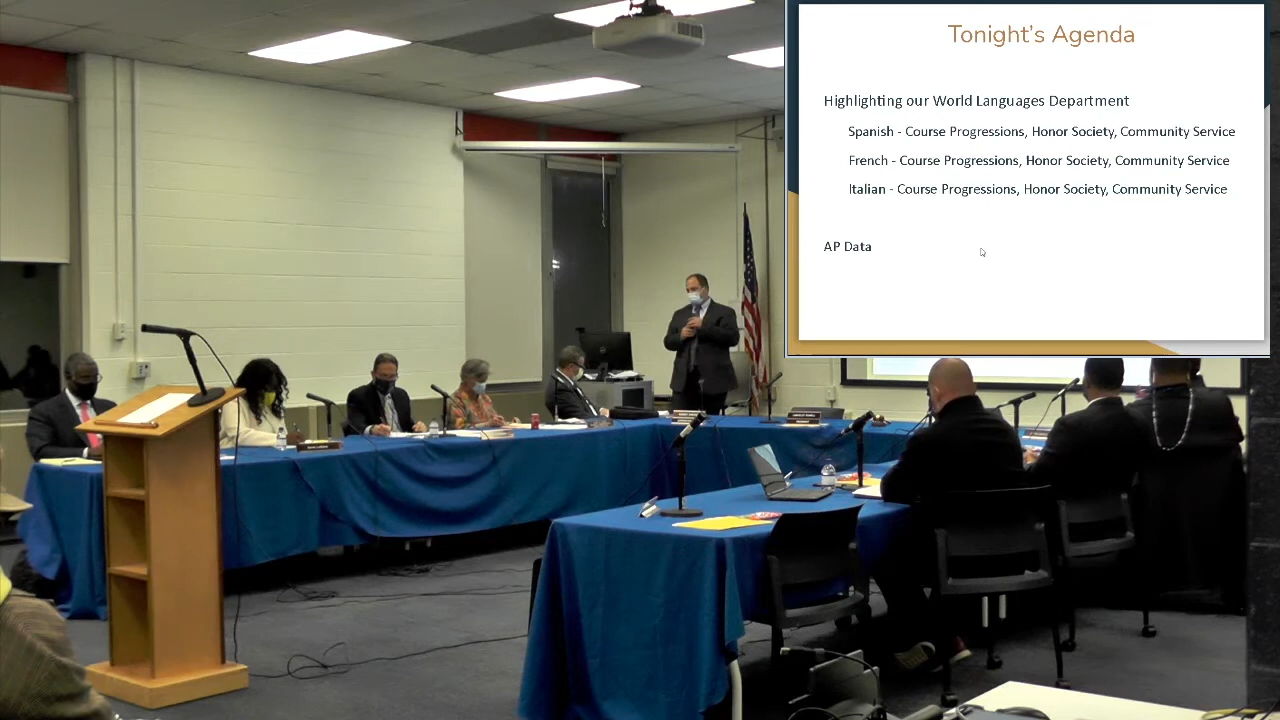 Tonight's Agenda
Highlighting our World Languages Department
Spanish - Course Progressions, Honor Society, Community Service
French - Course Progressions, Honor Society, Community Service
Italian - Course Progressions, Honor Society, Community Service
AP Data